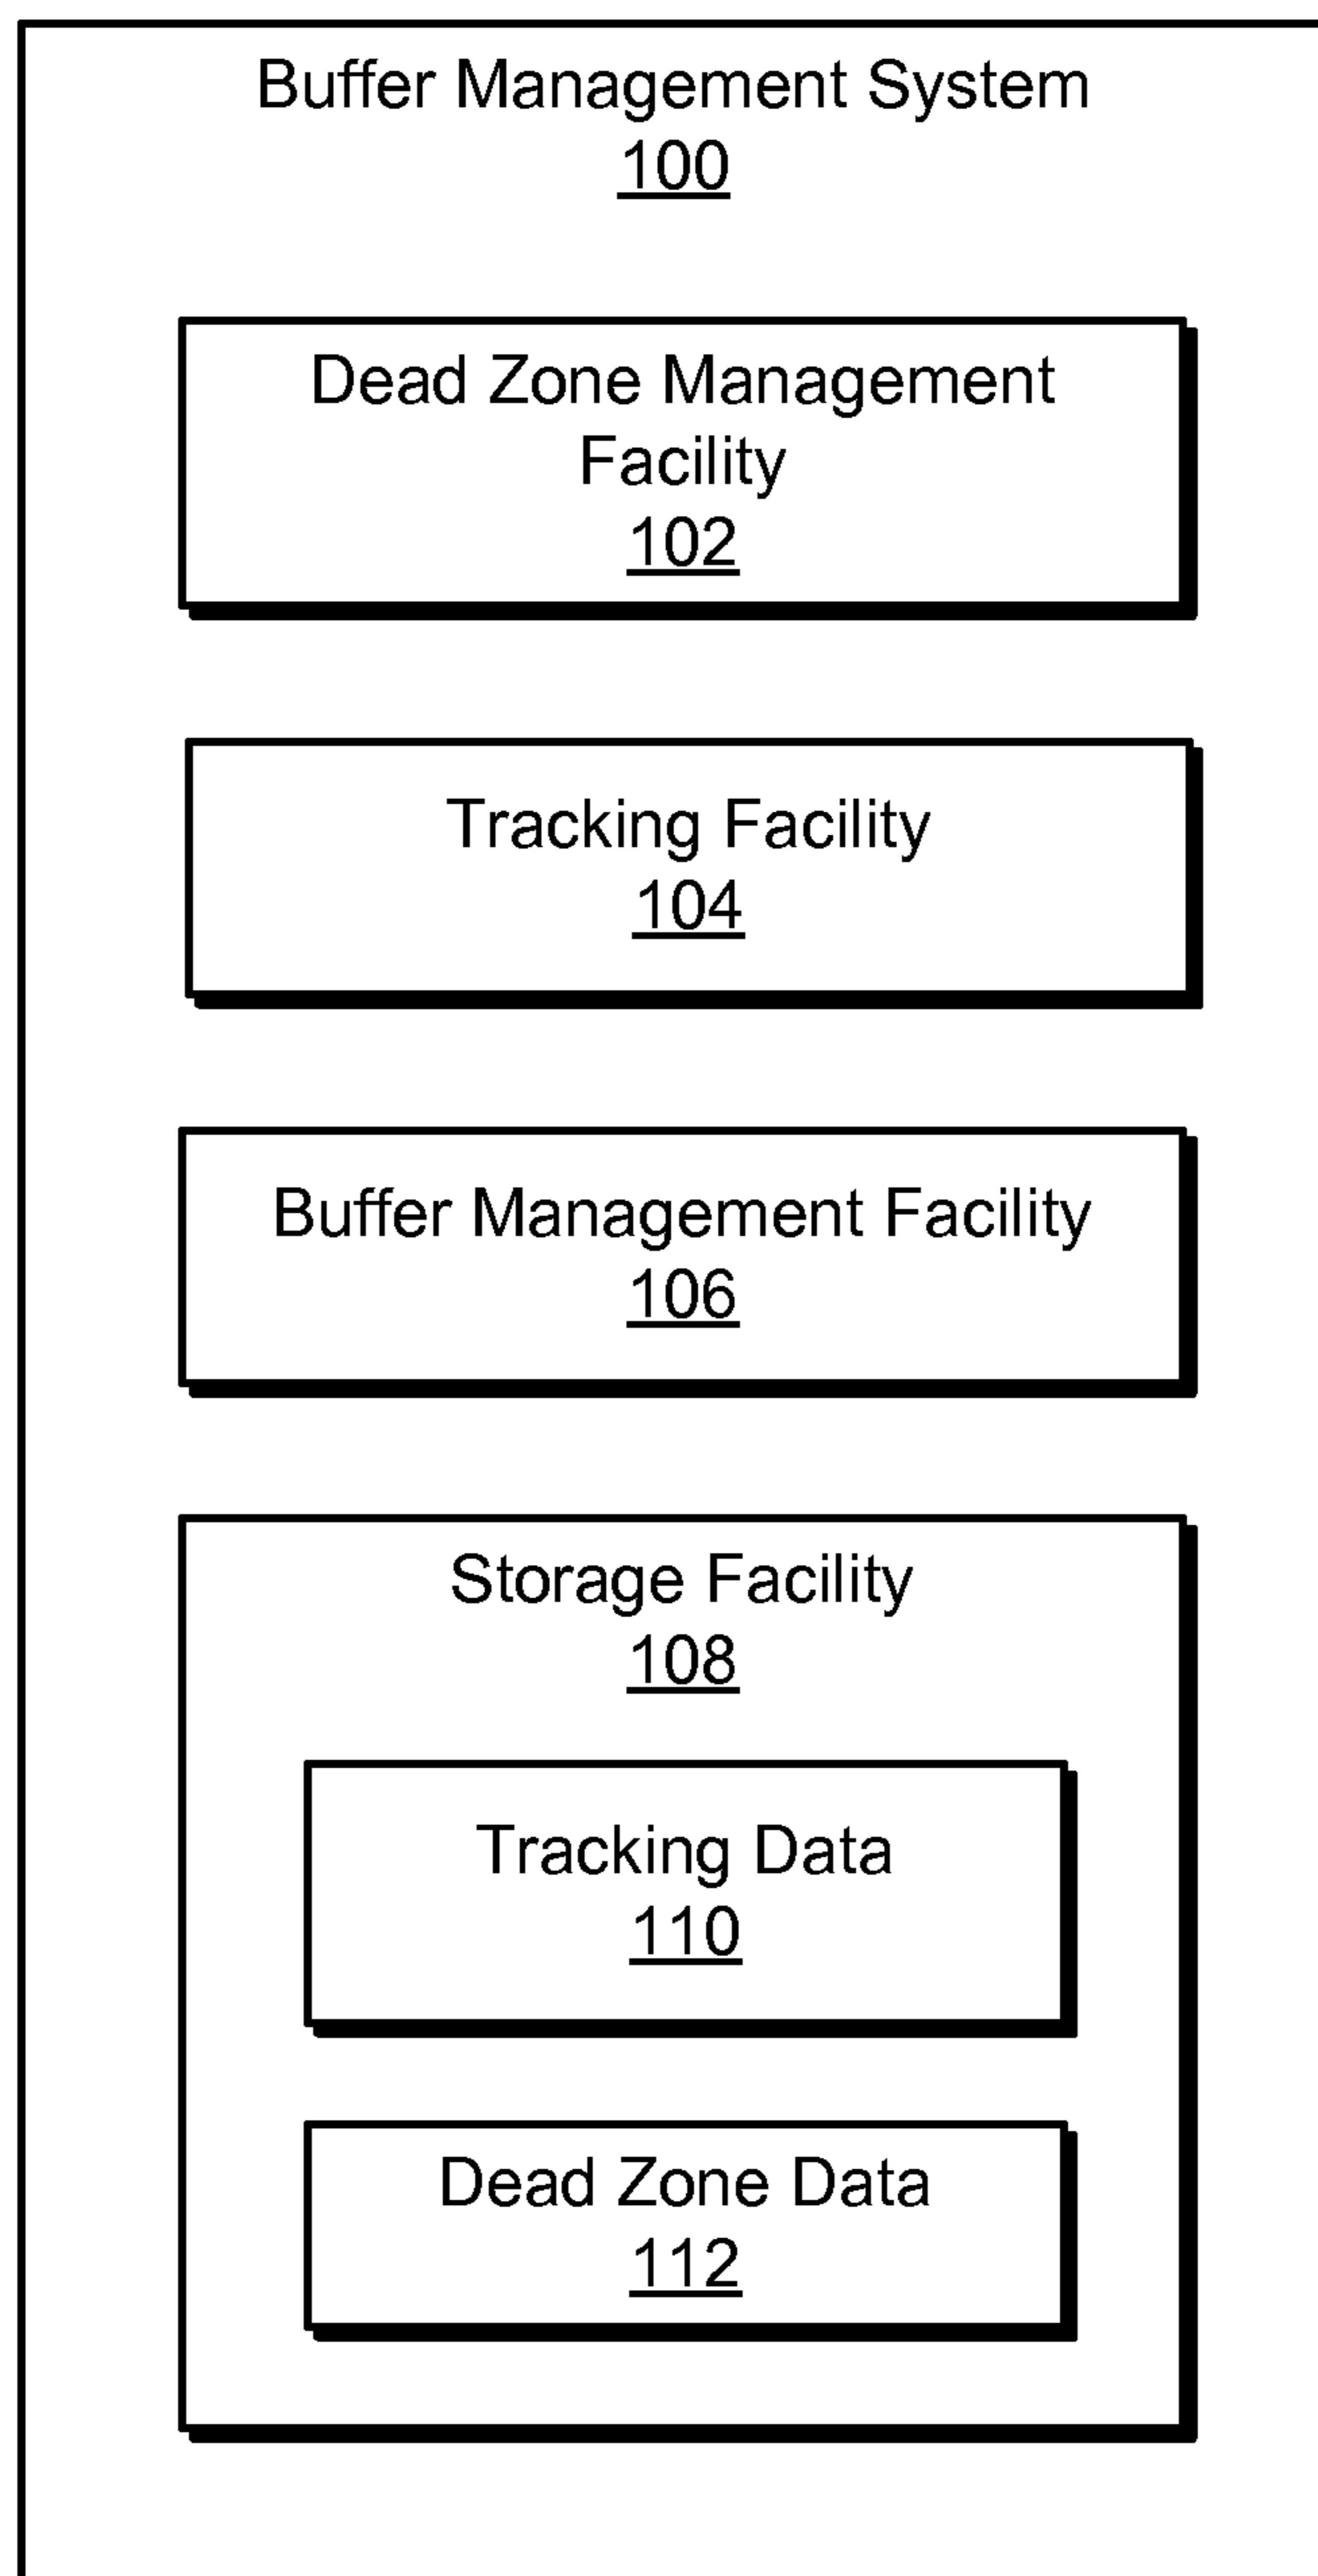 Buffer Management System
100
Dead Zone Management
Facility
102
Tracking Facility
104
Buffer Management Facility
106
Storage Facility
108
Tracking Data
110
Dead Zone Data
112